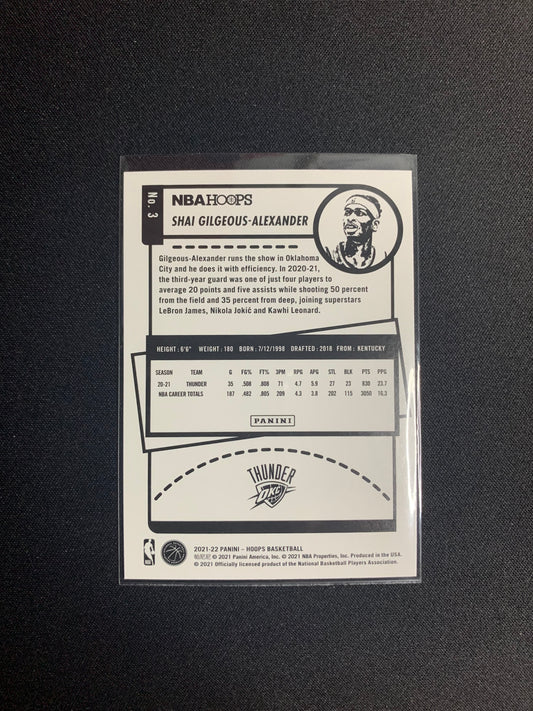 No. 3
NBA HOOPS
SHAI GILGEOUS-ALEXANDER
Gilgeous-Alexander runs the show in Oklahoma
City and he does it with efficiency. In 2020-21,
the third-year guard was one of just four players to
average 20 points and five assists while shooting 50 percent
from the field and 35 percent from deep, joining superstars
LeBron James, Nikola Jokić and Kawhi Leonard.
HEIGHT: 6'6" WEIGHT: 180 BORN: 7/12/1998 DRAFTED: 2018 FROM: KENTUCKY
SEASON TEAM G FG% FT% 3PM RPG APG STL BLK PTS PPG
20-21 THUNDER 35 .508 .808 71 4.7 5.9 27 23 830 23.7
NBA CAREER TOTALS 187 .482 .805 209 4.3 3.8 202 115 3050 16.3
PANINI
THUNDER
OKC
2021-22 PANINI – HOOPS BASKETBALL
帕尼尼 © 2021 Panini America, Inc. © 2021 NBA Properties, Inc. Produced in the USA.
© 2021 Officially licensed product of the National Basketball Players Association.